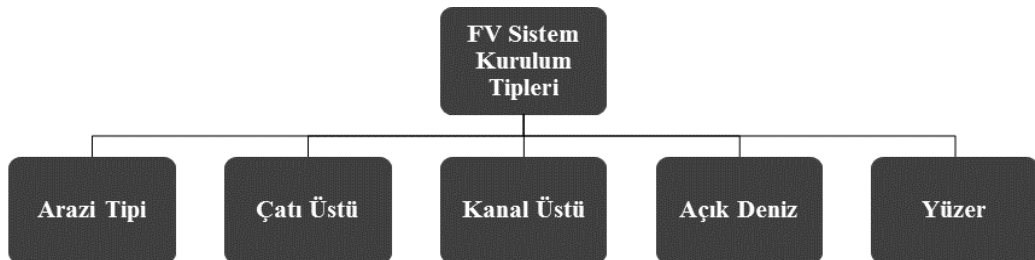 FV Sistem
Kurulum
Tipleri
Arazi Tipi
Çatı Üstü
Kanal Üstü
Açık Deniz
Yüzer